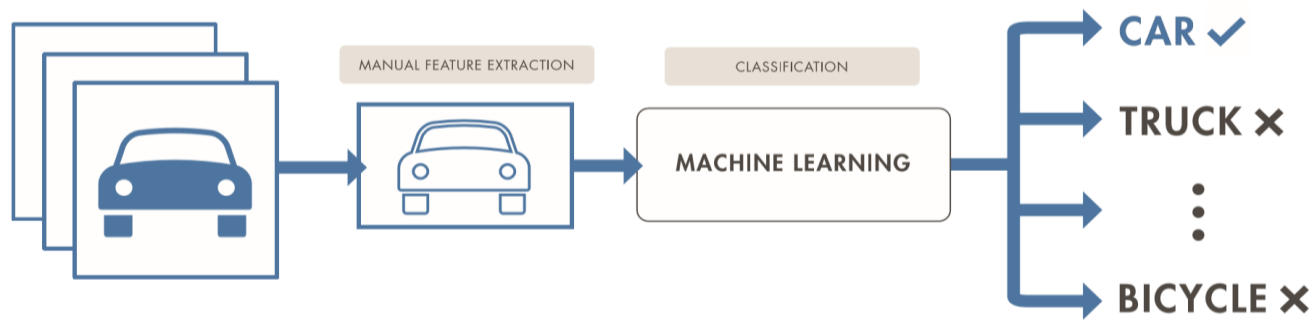 MANUAL FEATURE EXTRACTION
CLASSIFICATION
MACHINE LEARNING
CAR
TRUCK
BICYCLE